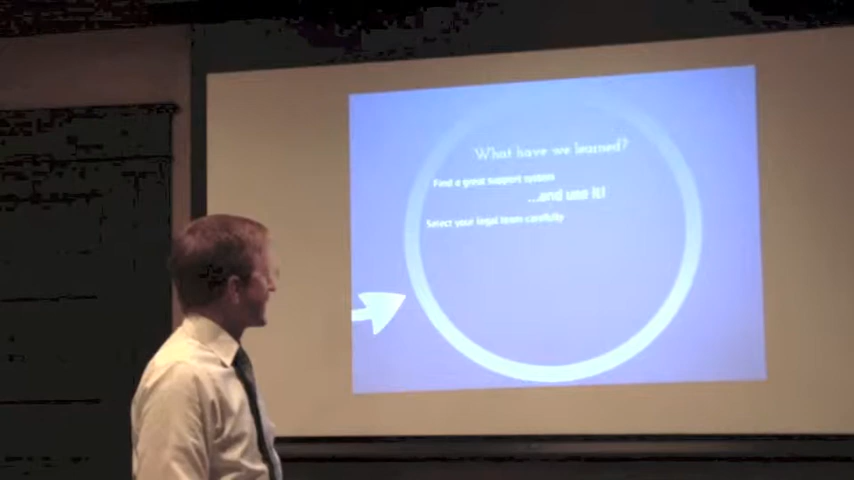 What have we learned?
Find a great support system
...and use it!
Select your legal team carefully